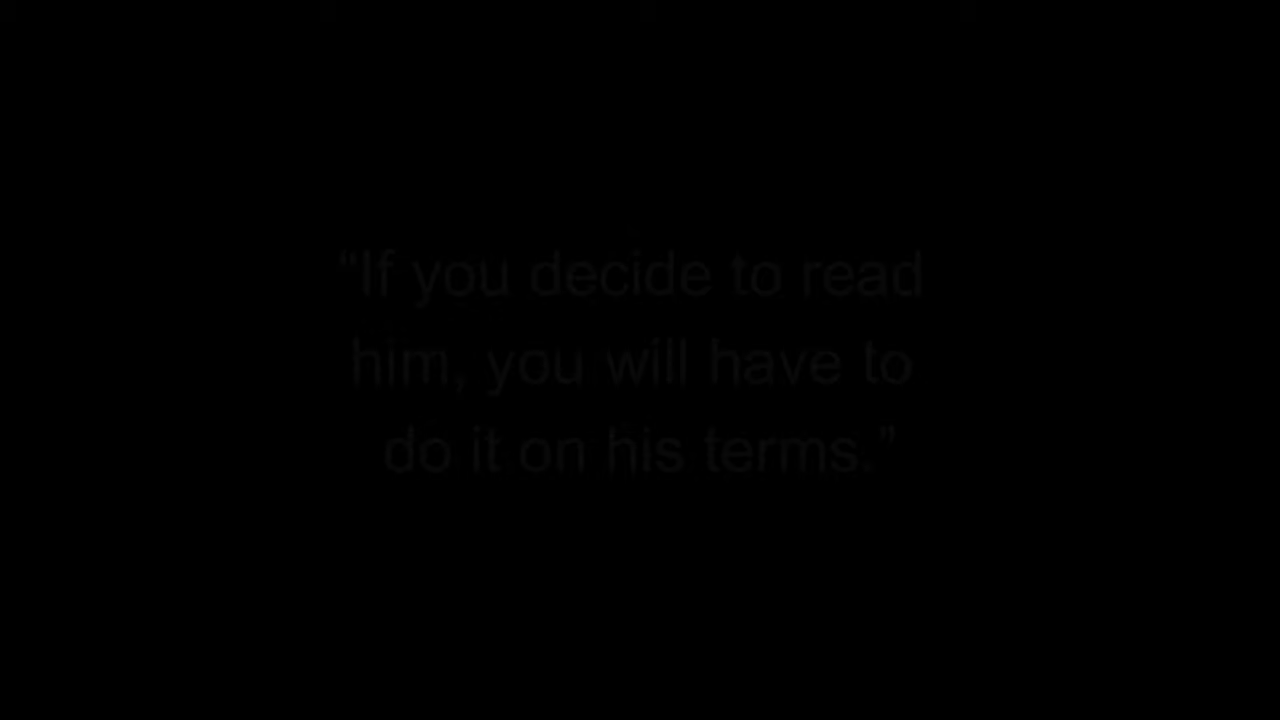 “If you decide to read
him, you will have to
do it on his terms.”